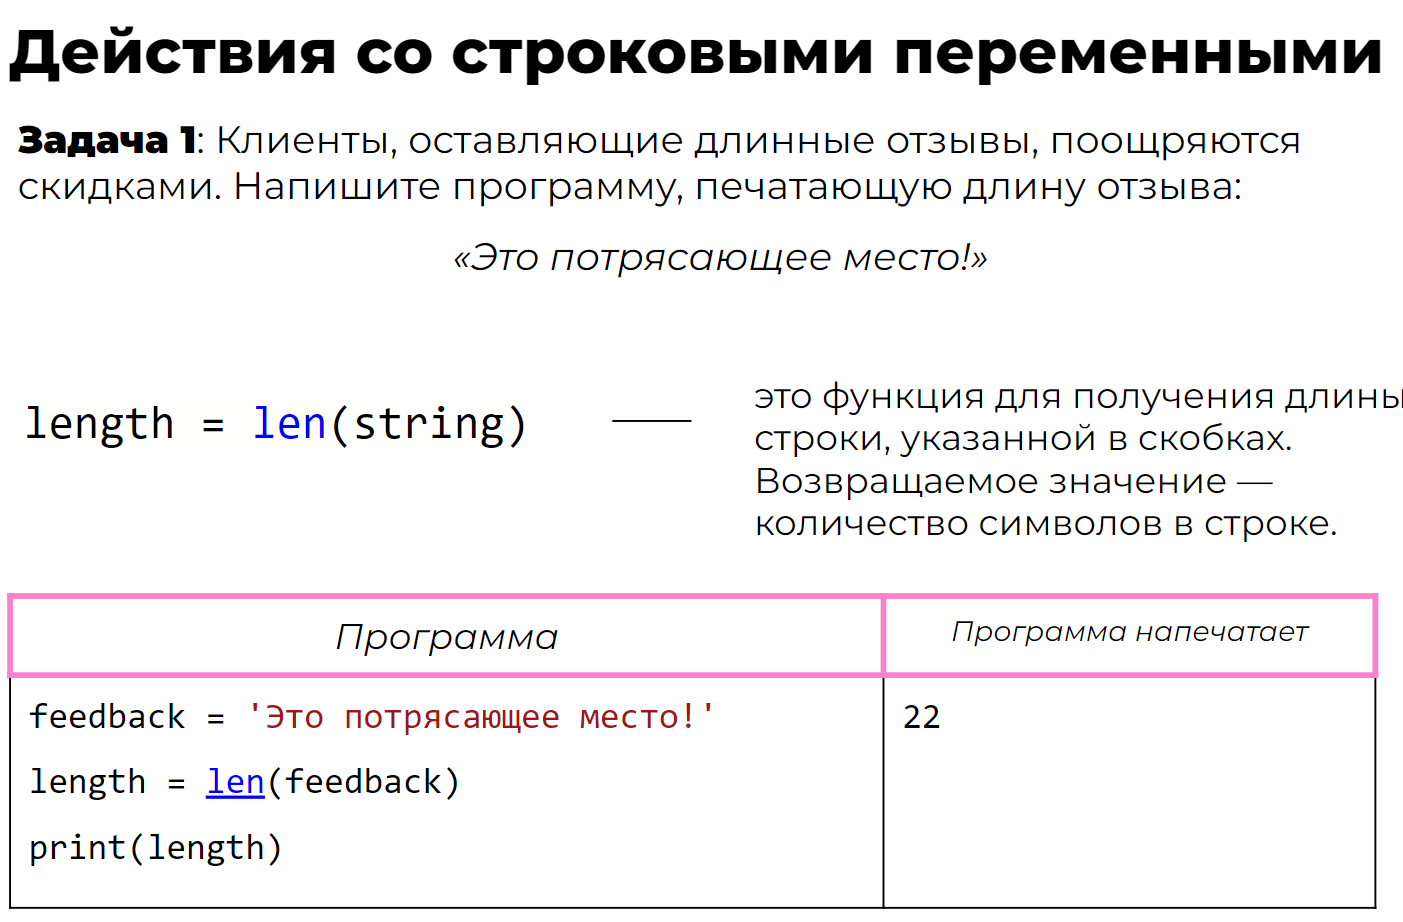 Действия со строковыми переменными
Задача 1: Клиенты, оставляющие длинные отзывы, поощряются
скидками. Напишите программу, печатающую длину отзыва:
«Это потрясающее место!»
length = len(string)
это функция для получения длины
строки, указанной в скобках.
Возвращаемое значение —
количество символов в строке.
Программа
Программа напечатает
feedback = 'Это потрясающее место!'
22
length = len(feedback)
print(length)